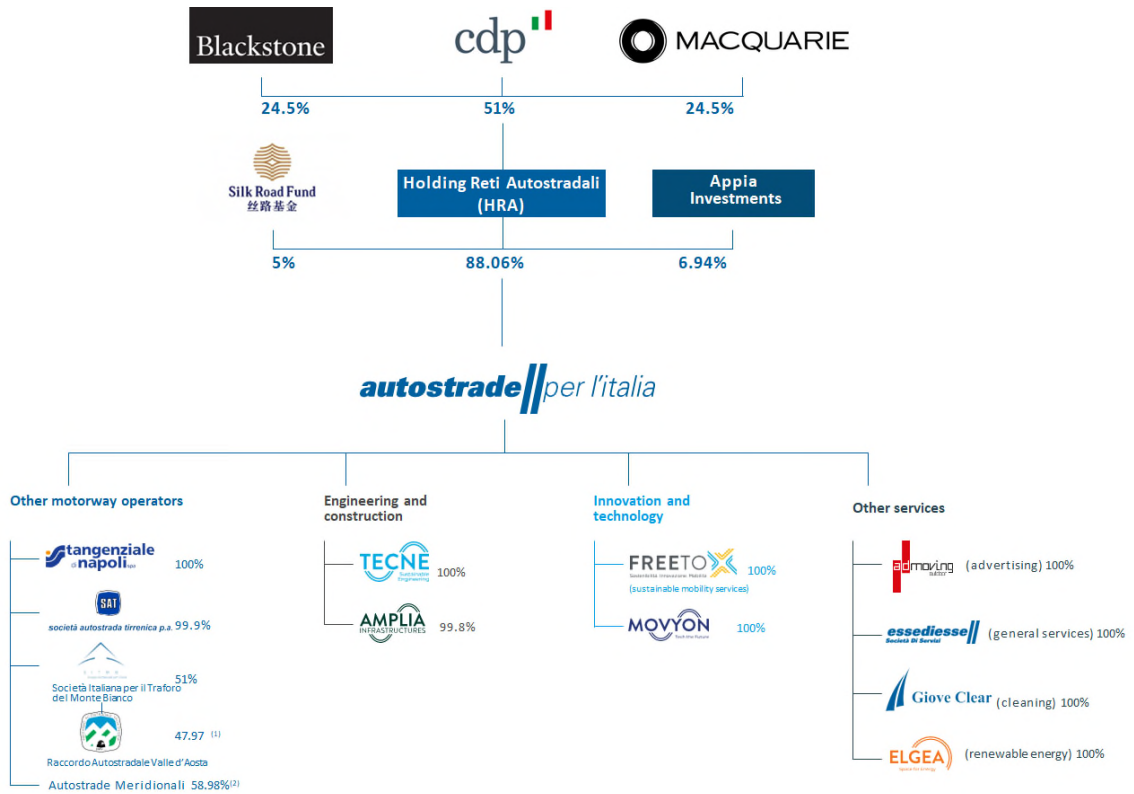 Blackstone
cdp
MACQUARIE
24.5%
51%
24.5%
Silk Road Fund
丝路基金
Holding Reti Autostradali
(HRA)
Appia
Investments
5%
88.06%
6.94%
autostrade per l'italia
Other motorway operators
tangenziale
di napoli spa
100%
SAT
società autostrada tirrenica p.a. 99.9%
51%
Società Italiana per il Traforo
del Monte Bianco
47.97 (1)
Raccordo Autostradale Valle d'Aosta
Autostrade Meridionali 58.98%(2)
Engineering and
construction
TECNE
Sustainable
Engineering
100%
AMPLIA
INFRASTRUCTURES
99.8%
Innovation and
technology
FREETO X
Sostenibilità Innovazione Mobilità
100%
(sustainable mobility services)
MOVYON
Tech the Future
100%
Other services
admoving
(advertising) 100%
essediesse
Società Di Servizi
(general services) 100%
Giove Clear
(cleaning) 100%
ELGEA
(renewable energy) 100%